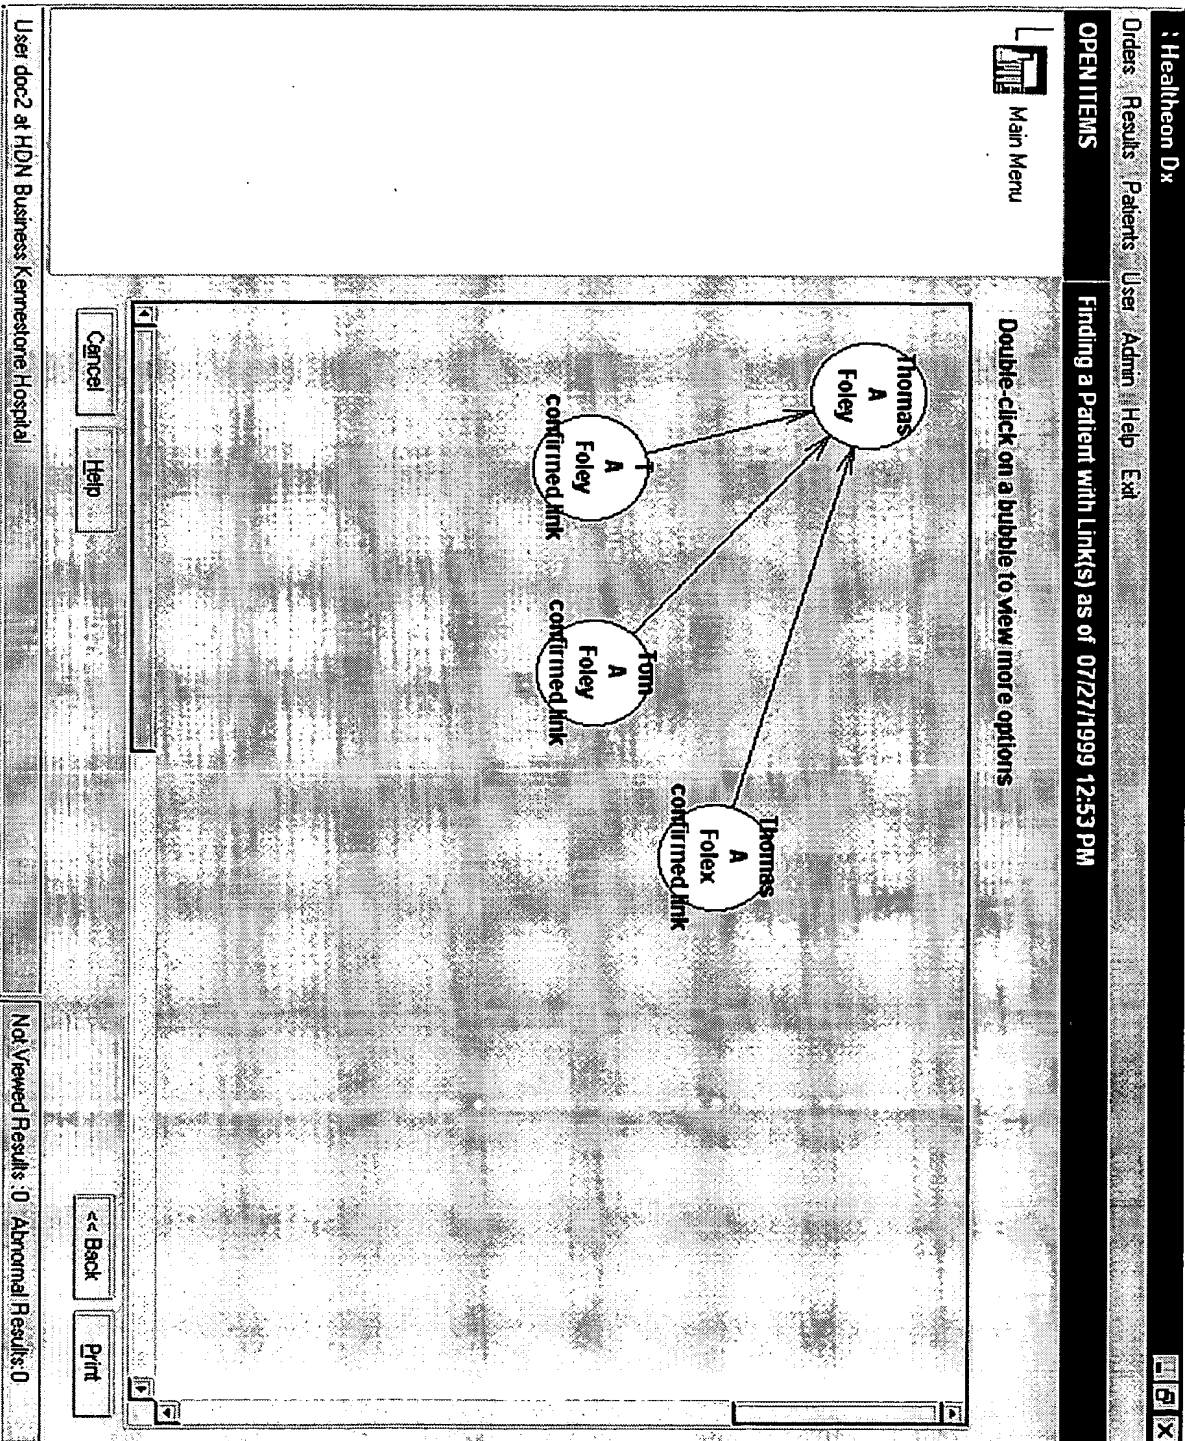 : Healtheon Dx
Orders Results Patients User Admin Help Exit
OPEN ITEMS
Finding a Patient with Link(s) as of 07/27/1999 12:53 PM
Main Menu
Double-click on a bubble to view more options
Thomas
A
Foley
T
A
Foley
confirmed link
Tom
A
Foley
confirmed link
Thomas
A
Folex
confirmed link
Cancel Help << Back Print
User doc2 at HDN Business Kennestone Hospital
Not Viewed Results :0 Abnormal Results:0